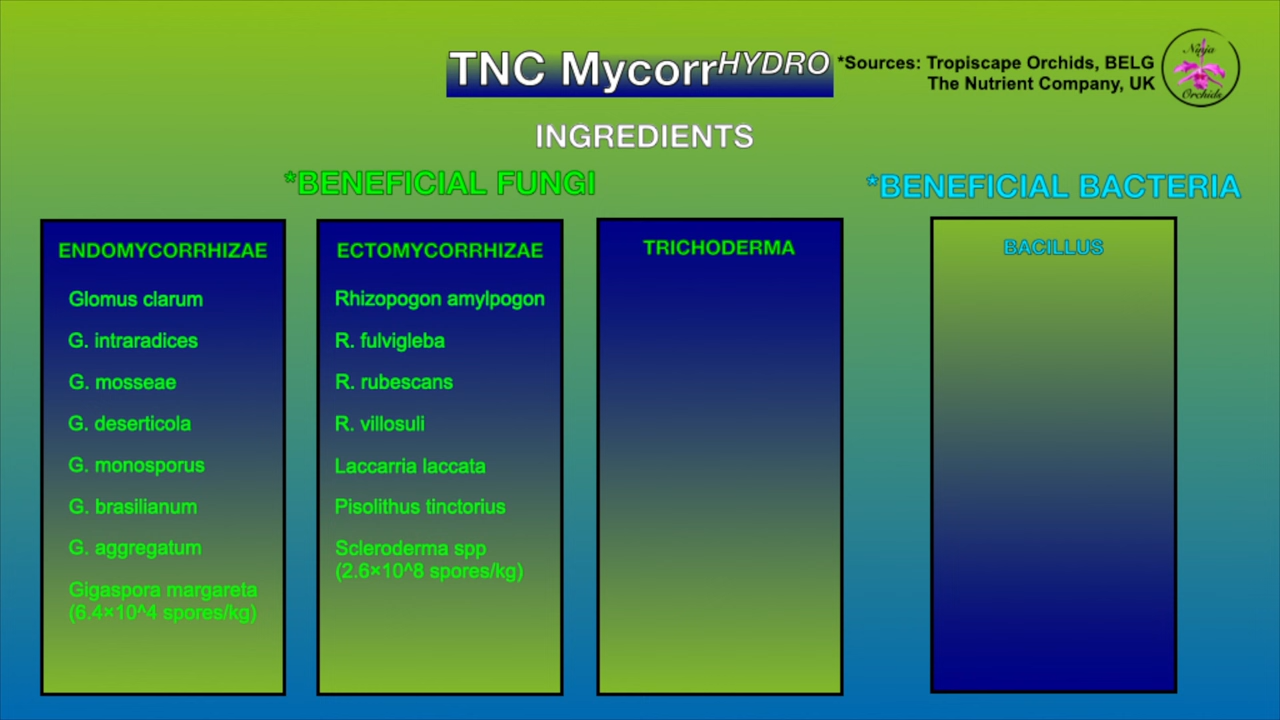 TNC MycorrHYDRO
*Sources: Tropiscape Orchids, BELG
The Nutrient Company, UK
Ninja
Orchids
INGREDIENTS
*BENEFICIAL FUNGI
*BENEFICIAL BACTERIA
ENDOMYCORRHIZAE
Glomus clarum
G. intraradices
G. mosseae
G. deserticola
G. monosporus
G. brasilianum
G. aggregatum
Gigaspora margareta
(6.4×10^4 spores/kg)
ECTOMYCORRHIZAE
Rhizopogon amylpogon
R. fulvigleba
R. rubescans
R. villosuli
Laccarria laccata
Pisolithus tinctorius
Scleroderma spp
(2.6×10^8 spores/kg)
TRICHODERMA
BACILLUS